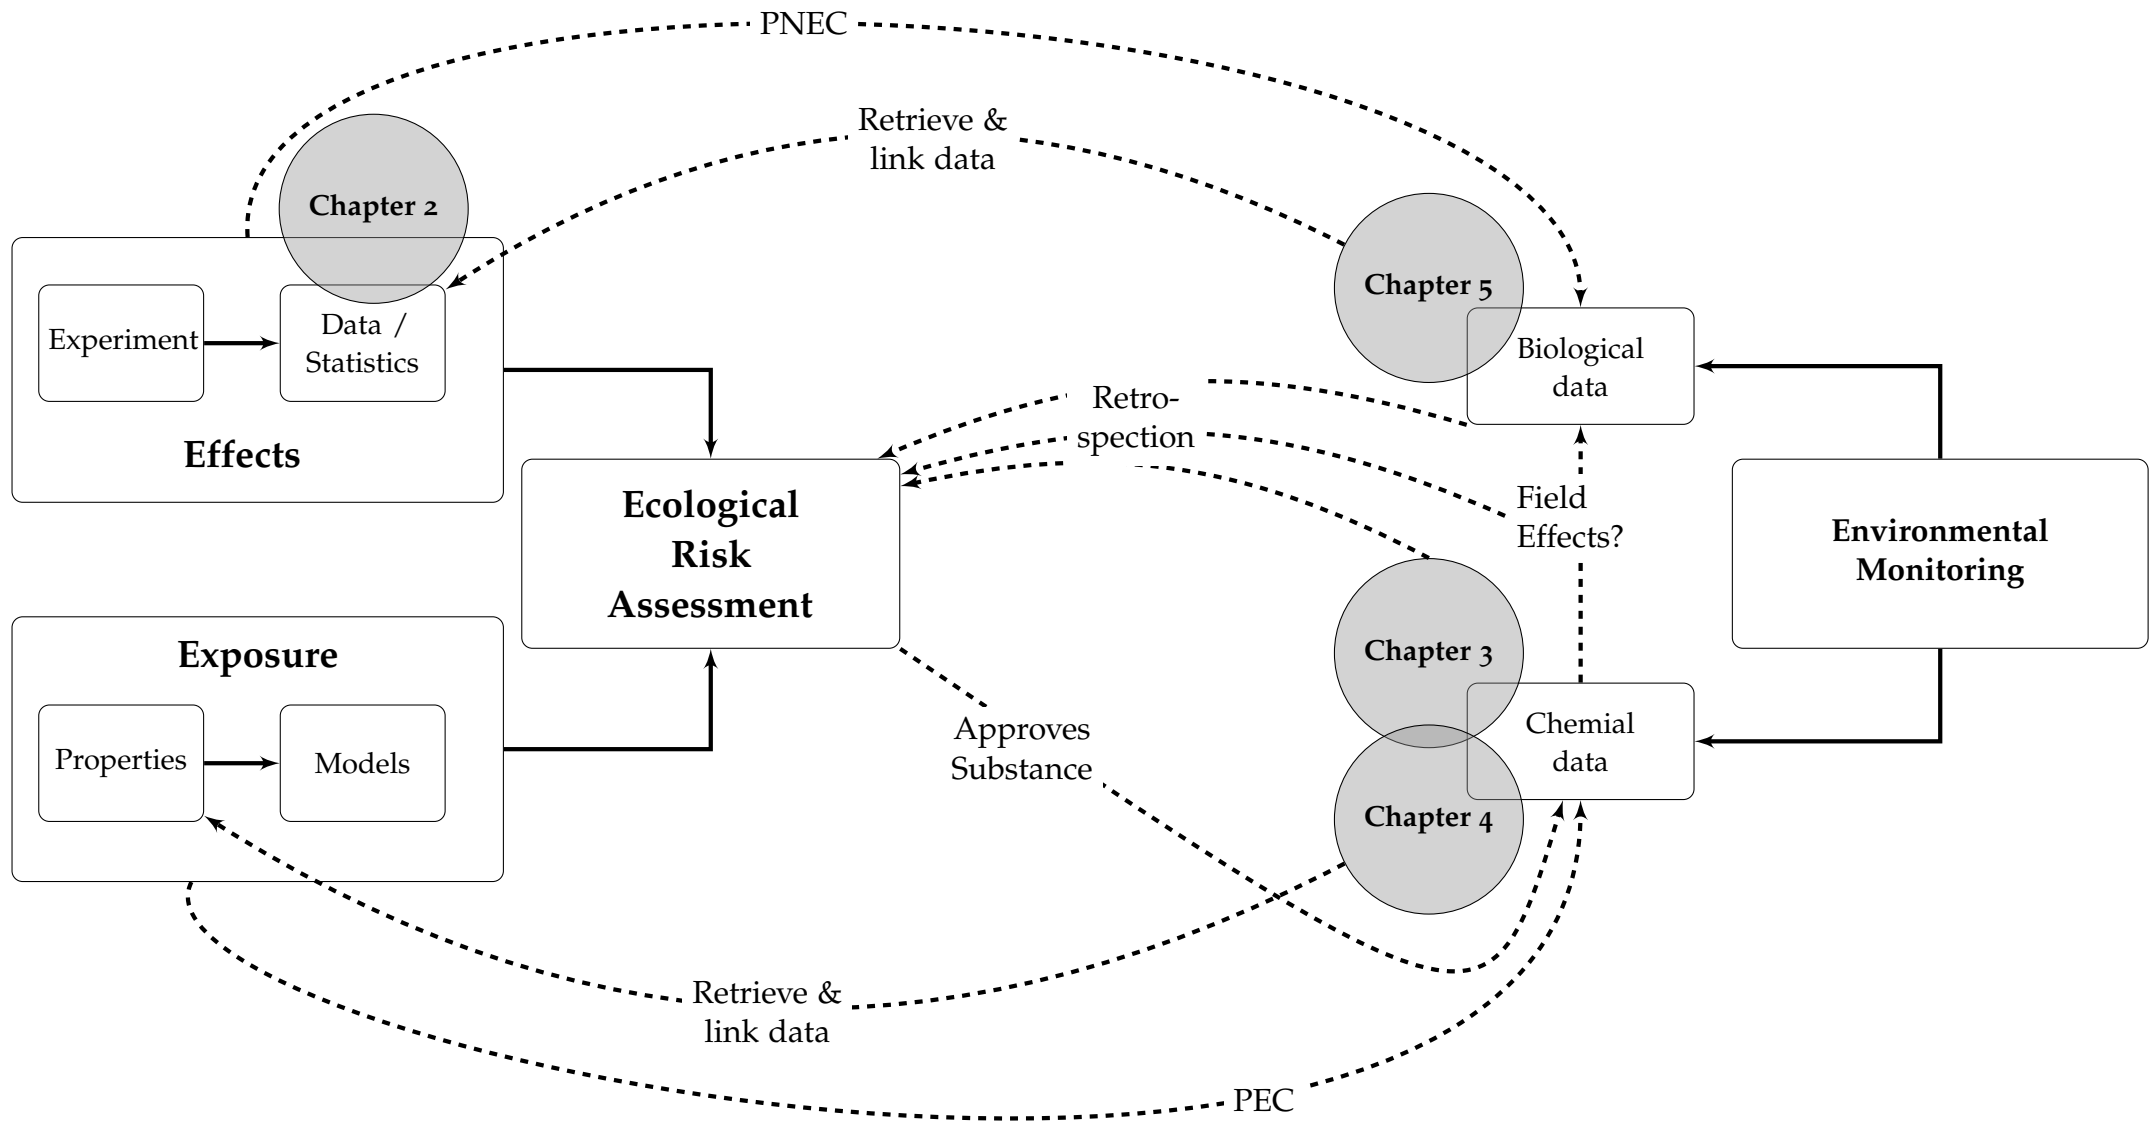 PNEC
Retrieve &
link data
Chapter 2
Chapter 5
Experiment
Data /
Statistics
Effects
Biological
data
Retro-
spection
Field
Effects?
Ecological
Risk
Assessment
Environmental
Monitoring
Exposure
Properties
Models
Chapter 3
Approves
Substance
Chemial
data
Chapter 4
Retrieve &
link data
PEC